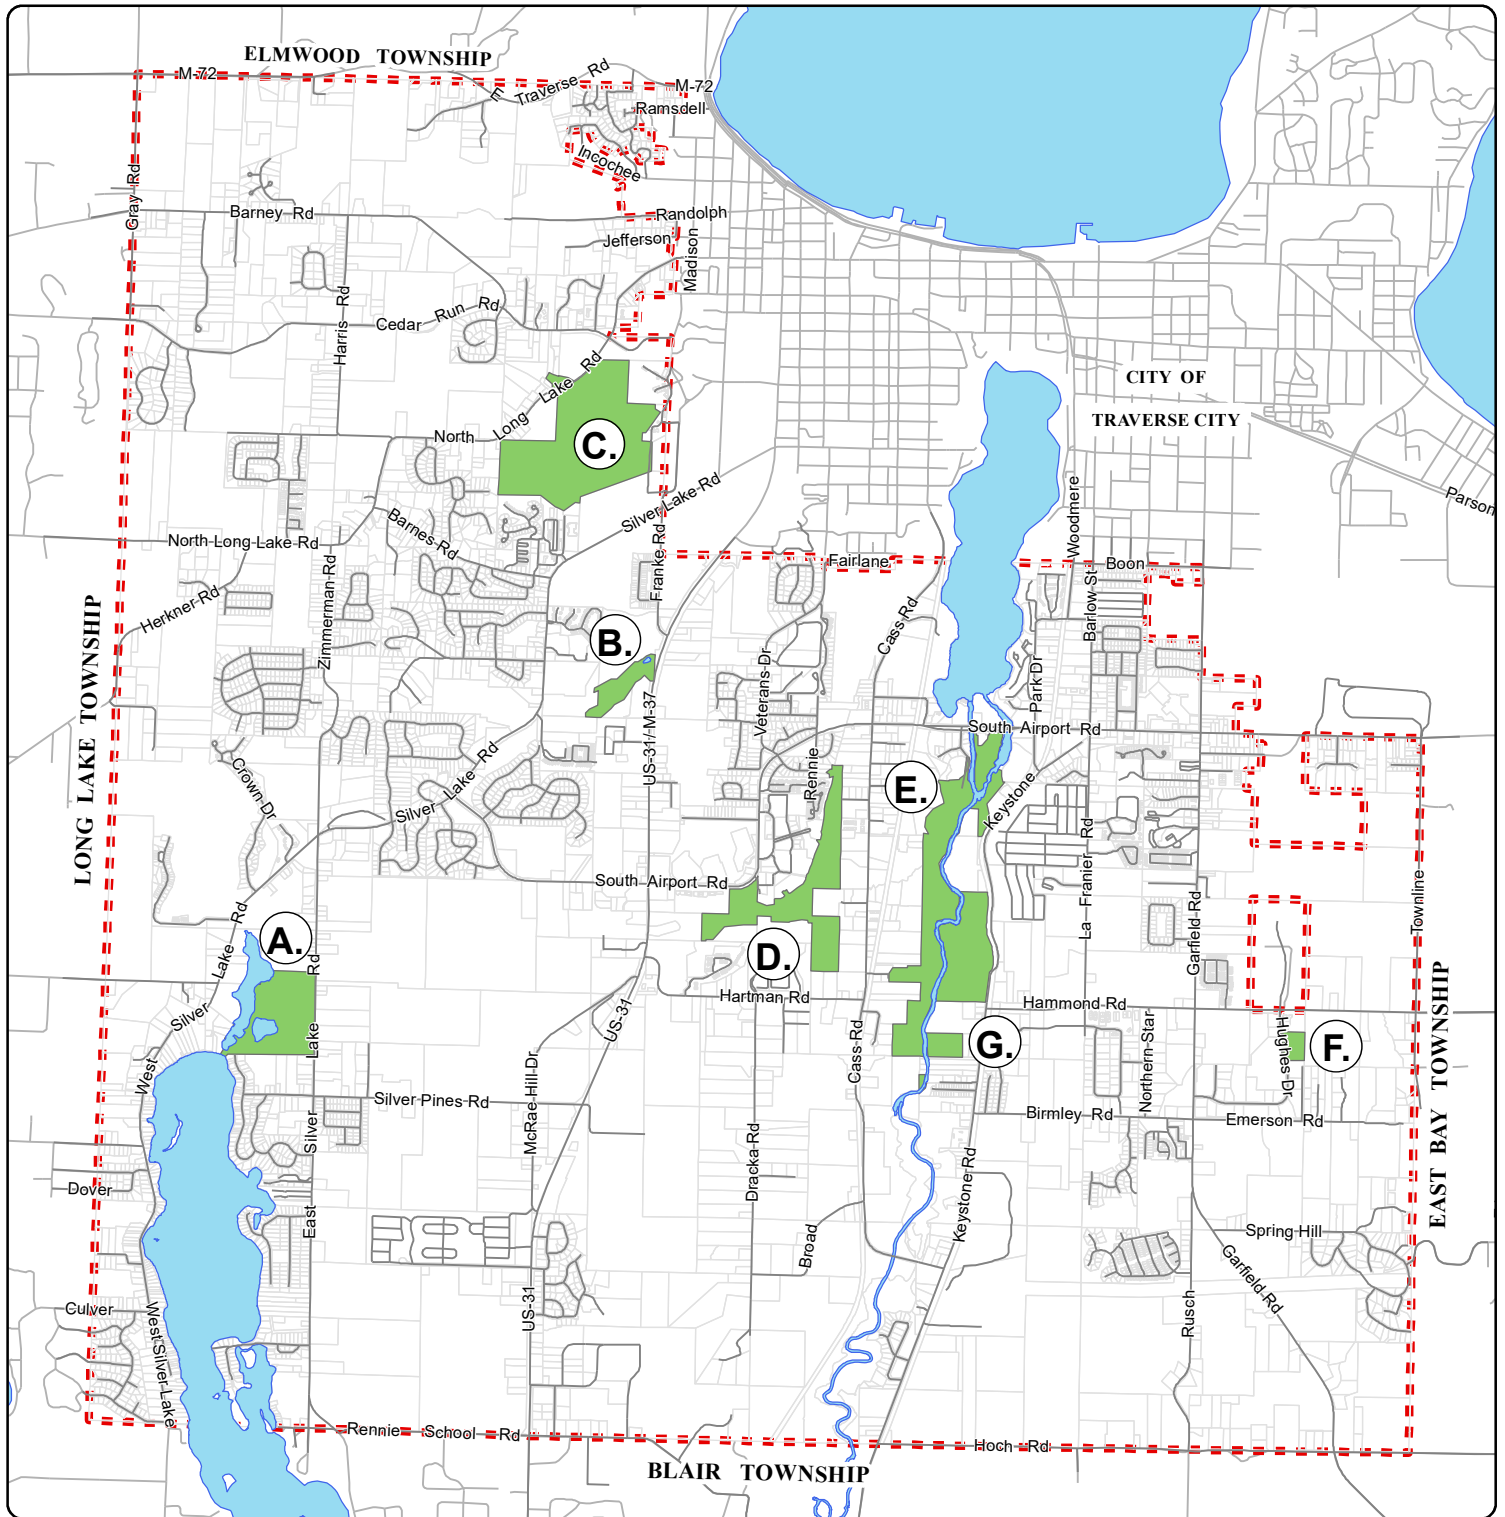 ELMWOOD TOWNSHIP
M-72
E Traverse Rd
M-72
Ramsdell
Incochee
Gray Rd
Barney Rd
Randolph
Jefferson
Madison
Harris Rd
Cedar Run Rd
CITY OF
TRAVERSE CITY
North Long Lake Rd
C.
Silver Lake Rd
Woodmere
Parson
Barnes Rd
North Long Lake Rd
Franke Rd
Fairlane
Boon
Zimmerman Rd
Herkner Rd
Cass Rd
Barlow St
B.
LONG LAKE TOWNSHIP
Veterans Dr
Park Dr
US-31/ M-37
South Airport Rd
Rennie
Crown Dr
Silver Lake Rd
E.
Keystone
La Franier Rd
South Airport Rd
Garfield Rd
Townline
A.
D.
West Silver Lake Rd
Hartman Rd
Hammond Rd
US-31
G.
F.
Hughes Dr
EAST BAY TOWNSHIP
Cass Rd
McRae Hill Dr
Northern Star
Silver Pines Rd
Birmley Rd
Emerson Rd
East Silver Lake Rd
Dracka Rd
Dover
Keystone Rd
Broad
Spring Hill
Garfield Rd
Culver
US-31
Rusch
West Silver Lake
Rennie School Rd
Hoch Rd
BLAIR TOWNSHIP